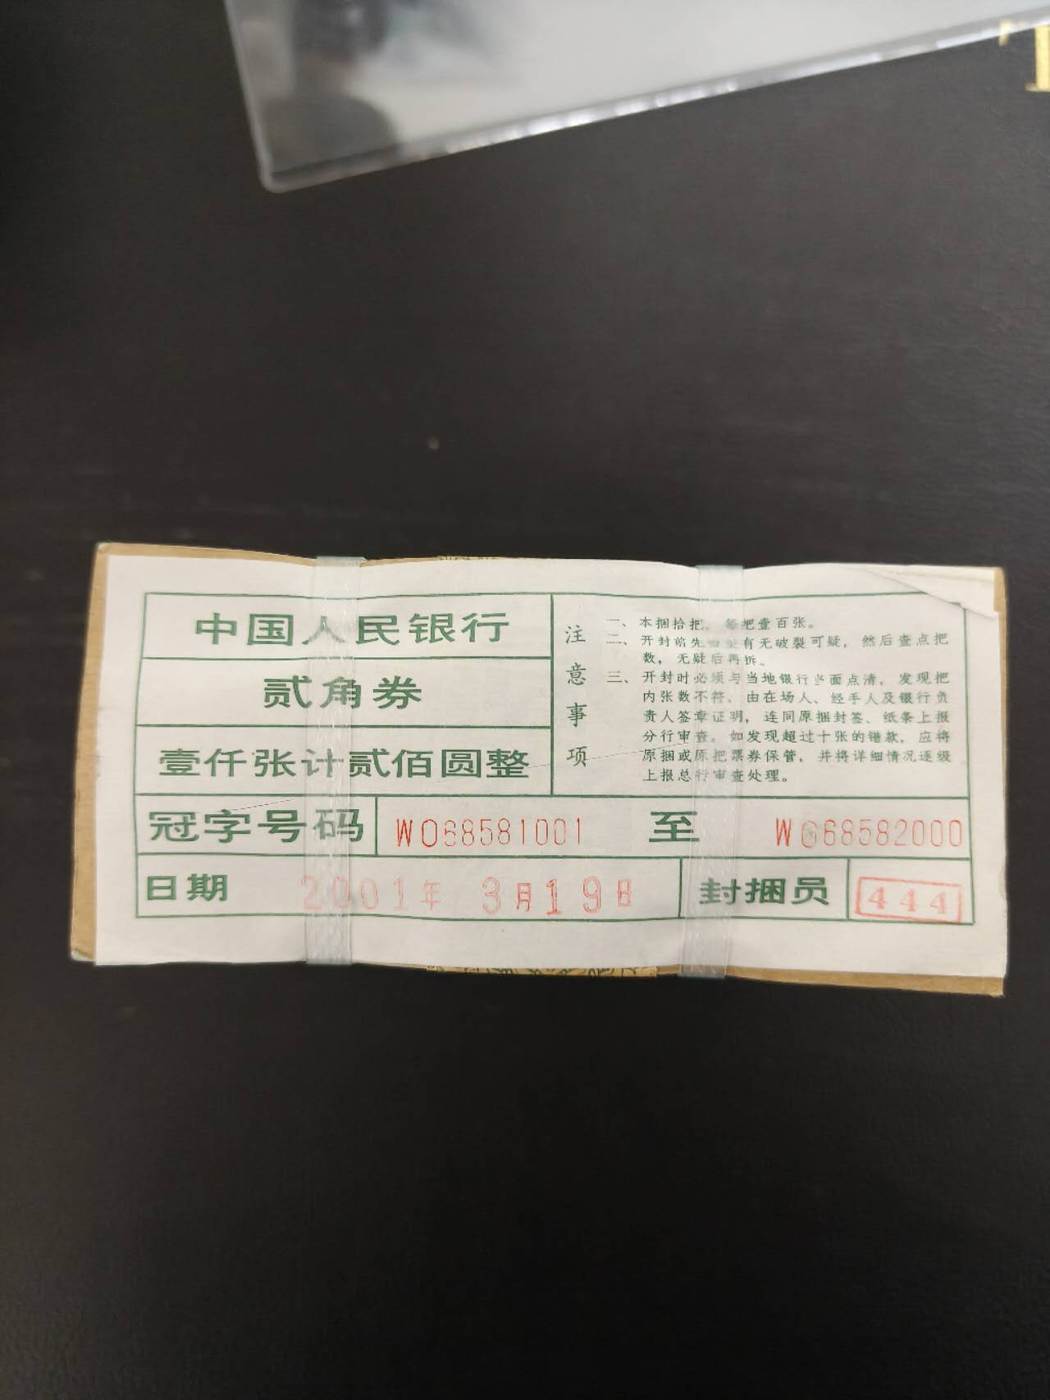 中国人民银行
贰角券
壹仟张计贰佰圆整
注意事项
一、本捆拾把，每把壹百张。
二、开封前先有无破裂可疑，然后查点把
数，无疑后再拆。
三、开封时必须与当地银行当面点清，发现把
内张数不符，由在场人、经手人及银行负
责人签章证明，连同原捆封签、纸条上报
分行审查。如发现超过十张的错款，应将
原捆或原把票券保管，并将详细情况逐级
上报总行审查处理。
冠字号码 WO68581001 至 WO68582000
日期 2001年 3月19日 封捆员 444